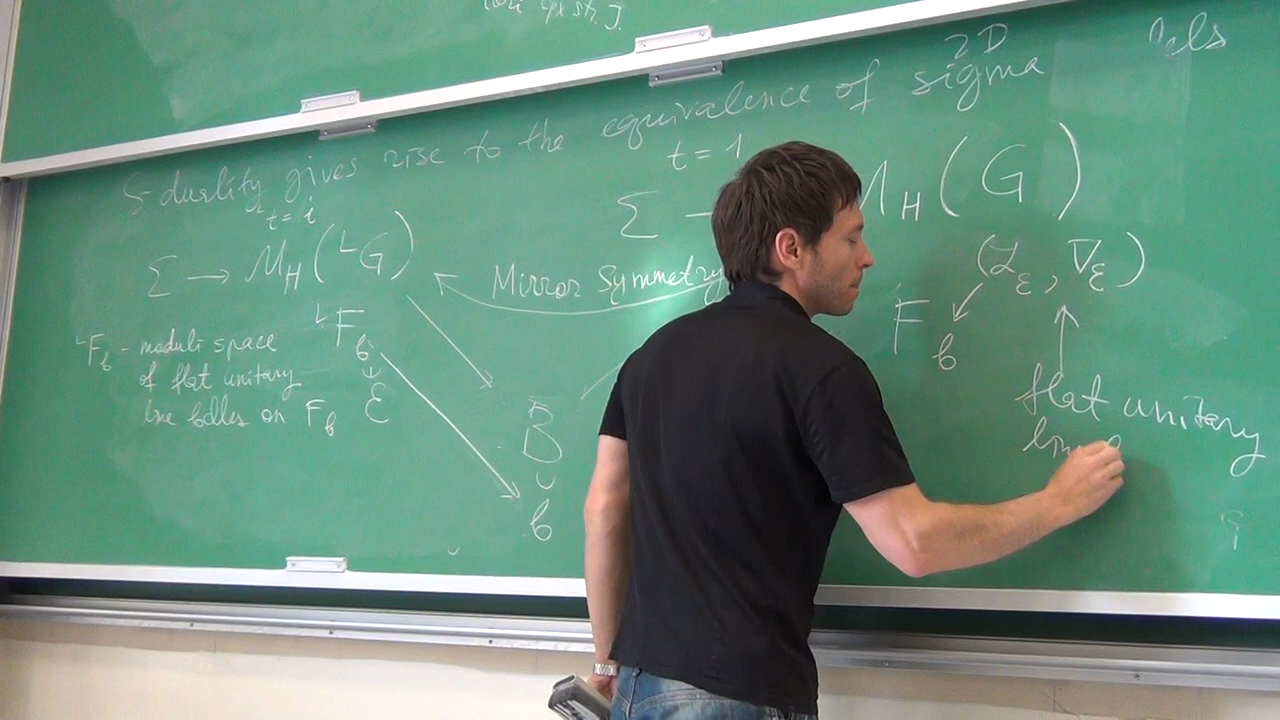 S-duality gives rise to the equivalence of 2D sigma
t = i
t = 1
Σ → M_H (ᴸG)
Mirror Symmetry
Σ → M_H (G)
(ℒ_ε, ∇_ε)
ᴸF_b - moduli space
of flat unitary
line bdles on F_b
ᴸF_b
ε
F_b
B
∪
b
flat unitary
line